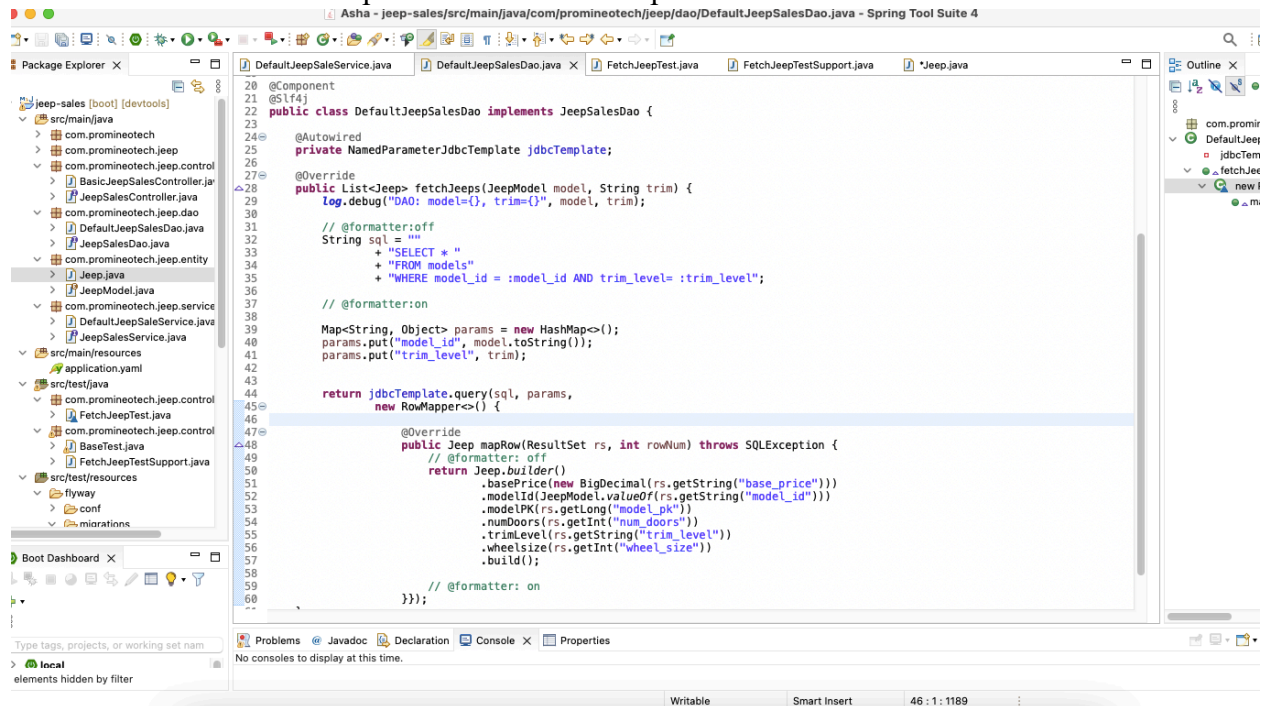 Asha - jeep-sales/src/main/java/com/promineotech/jeep/dao/DefaultJeepSalesDao.java - Spring Tool Suite 4
Package Explorer
jeep-sales [boot] [devtools]
src/main/java
com.promineotech
com.promineotech.jeep
com.promineotech.jeep.control
BasicJeepSalesController.ja
JeepSalesController.java
com.promineotech.jeep.dao
DefaultJeepSalesDao.java
JeepSalesDao.java
com.promineotech.jeep.entity
Jeep.java
JeepModel.java
com.promineotech.jeep.service
DefaultJeepSaleService.java
JeepSalesService.java
src/main/resources
application.yaml
src/test/java
com.promineotech.jeep.control
FetchJeepTest.java
com.promineotech.jeep.control
BaseTest.java
FetchJeepTestSupport.java
src/test/resources
flyway
conf
migrations
Boot Dashboard
Type tags, projects, or working set nam
local
elements hidden by filter
DefaultJeepSaleService.java DefaultJeepSalesDao.java FetchJeepTest.java FetchJeepTestSupport.java *Jeep.java
20 @Component
21 @Slf4j
22 public class DefaultJeepSalesDao implements JeepSalesDao {
23
24 @Autowired
25 private NamedParameterJdbcTemplate jdbcTemplate;
26
27 @Override
28 public List<Jeep> fetchJeeps(JeepModel model, String trim) {
29 log.debug("DAO: model={}, trim={}", model, trim);
30
31 // @formatter:off
32 String sql = ""
33 + "SELECT * "
34 + "FROM models"
35 + "WHERE model_id = :model_id AND trim_level= :trim_level";
36
37 // @formatter:on
38
39 Map<String, Object> params = new HashMap<>();
40 params.put("model_id", model.toString());
41 params.put("trim_level", trim);
42
43
44 return jdbcTemplate.query(sql, params,
45 new RowMapper<>() {
46
47 @Override
48 public Jeep mapRow(ResultSet rs, int rowNum) throws SQLException {
49 // @formatter: off
50 return Jeep.builder()
51 .basePrice(new BigDecimal(rs.getString("base_price")))
52 .modelId(JeepModel.valueOf(rs.getString("model_id")))
53 .modelPK(rs.getLong("model_pk"))
54 .numDoors(rs.getInt("num_doors"))
55 .trimLevel(rs.getString("trim_level"))
56 .wheelsize(rs.getInt("wheel_size"))
57 .build();
58
59 // @formatter: on
60 }});
Outline
com.promin
DefaultJeep
jdbcTem
fetchJee
new
ma
Problems @ Javadoc Declaration Console Properties
No consoles to display at this time.
Writable Smart Insert 46 : 1 : 1189